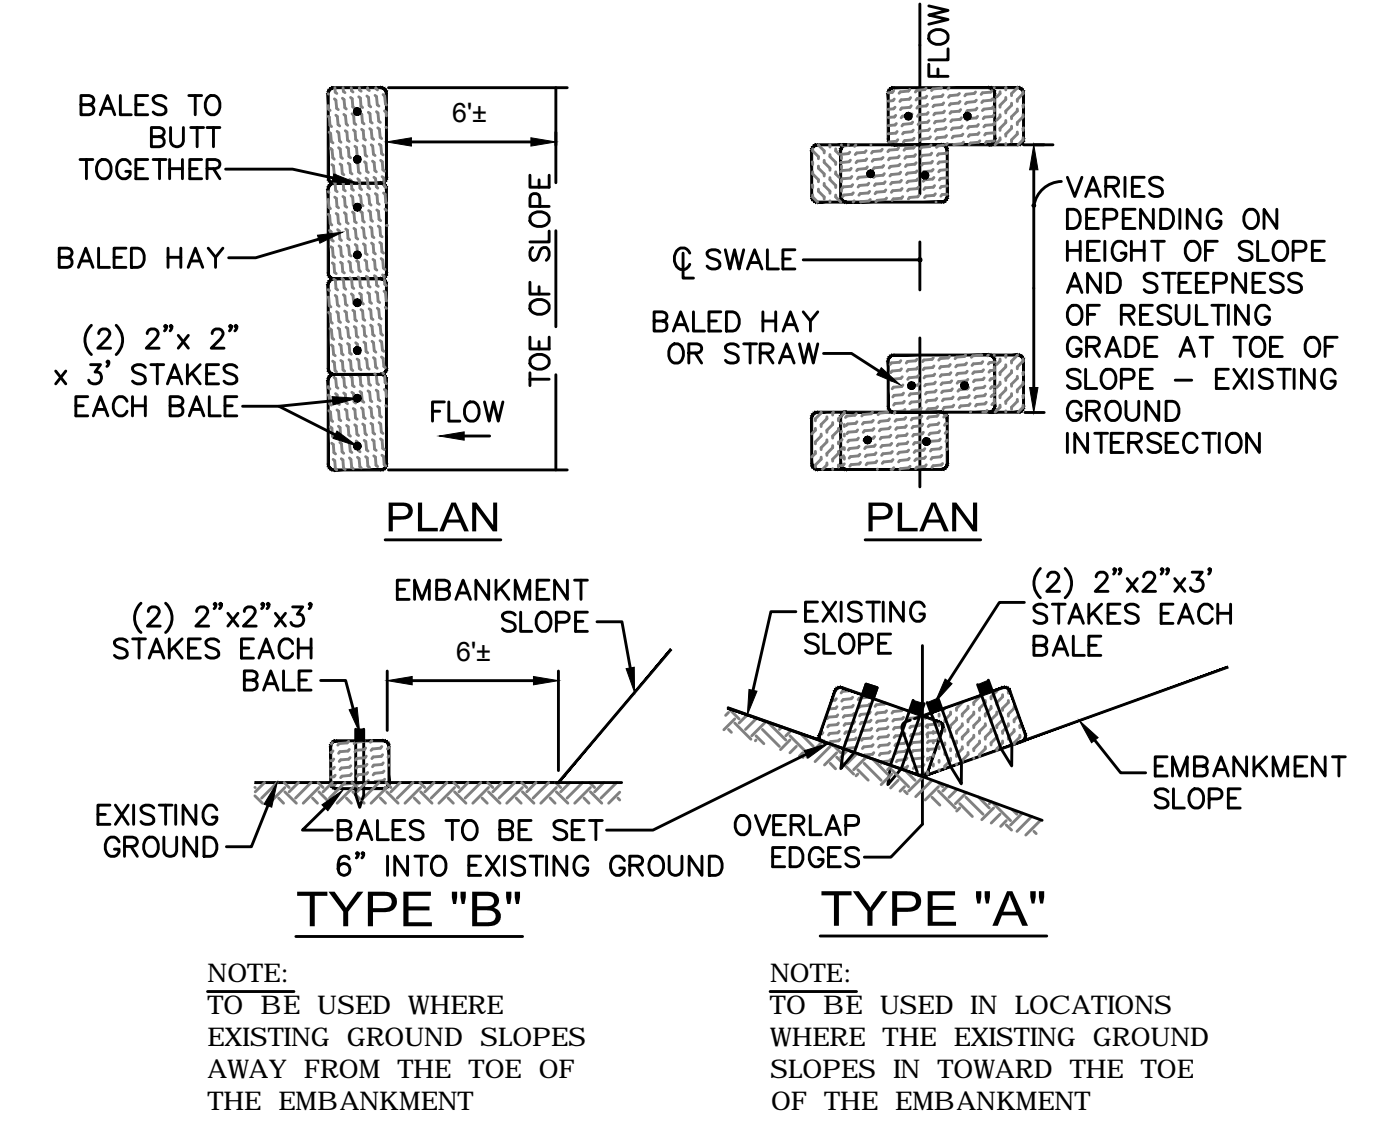 BALES TO
BUTT
TOGETHER
BALED HAY
(2) 2"x 2"
x 3' STAKES
EACH BALE
6'±
TOE OF SLOPE
FLOW
PLAN
FLOW
℄ SWALE
BALED HAY
OR STRAW
VARIES
DEPENDING ON
HEIGHT OF SLOPE
AND STEEPNESS
OF RESULTING
GRADE AT TOE OF
SLOPE – EXISTING
GROUND
INTERSECTION
PLAN
(2) 2"x2"x3'
STAKES EACH
BALE
EMBANKMENT
SLOPE
6'±
EXISTING
GROUND
BALES TO BE SET
6" INTO EXISTING GROUND
TYPE "B"
NOTE:
TO BE USED WHERE
EXISTING GROUND SLOPES
AWAY FROM THE TOE OF
THE EMBANKMENT
EXISTING
SLOPE
(2) 2"x2"x3'
STAKES EACH
BALE
EMBANKMENT
SLOPE
OVERLAP
EDGES
TYPE "A"
NOTE:
TO BE USED IN LOCATIONS
WHERE THE EXISTING GROUND
SLOPES IN TOWARD THE TOE
OF THE EMBANKMENT